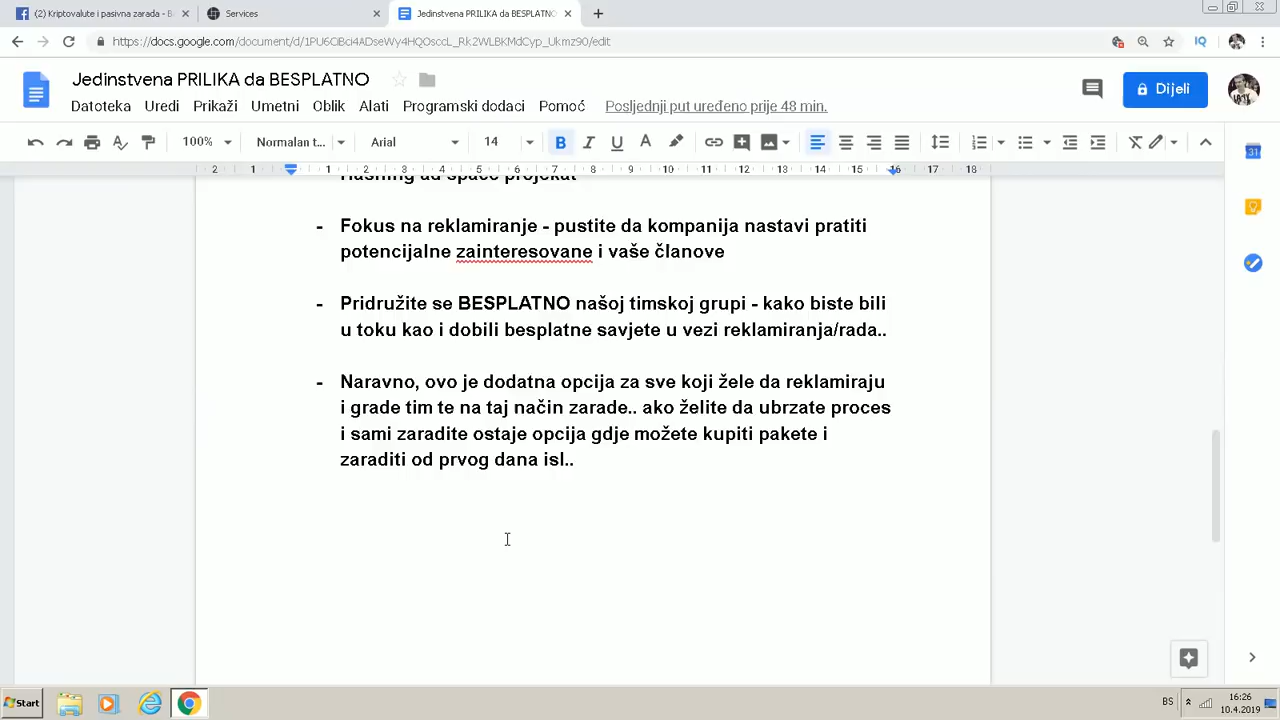 (2) Kriptovalute i pasivna zarada - B
Services
Jedinstvena PRILIKA da BESPLATNO
https://docs.google.com/document/d/1PU6CiBci4ADseWy4HQOsccL_Rk2WLBKMdCyp_Ukmz90/edit
IQ
Jedinstvena PRILIKA da BESPLATNO
Datoteka Uredi Prikaži Umetni Oblik Alati Programski dodaci Pomoć Posljednji put uređeno prije 48 min.
Dijeli
100% Normalan t... Arial 14 B I U A
2 1 1 2 3 4 5 6 7 8 9 10 11 12 13 14 15 16 17 18
31
Hashing ad space projekat
- Fokus na reklamiranje - pustite da kompanija nastavi pratiti
potencijalne zainteresovane i vaše članove
- Pridružite se BESPLATNO našoj timskoj grupi - kako biste bili
u toku kao i dobili besplatne savjete u vezi reklamiranja/rada..
- Naravno, ovo je dodatna opcija za sve koji žele da reklamiraju
i grade tim te na taj način zarade.. ako želite da ubrzate proces
i sami zaradite ostaje opcija gdje možete kupiti pakete i
zaraditi od prvog dana isl..
Start
BS
16:26
10.4.2019